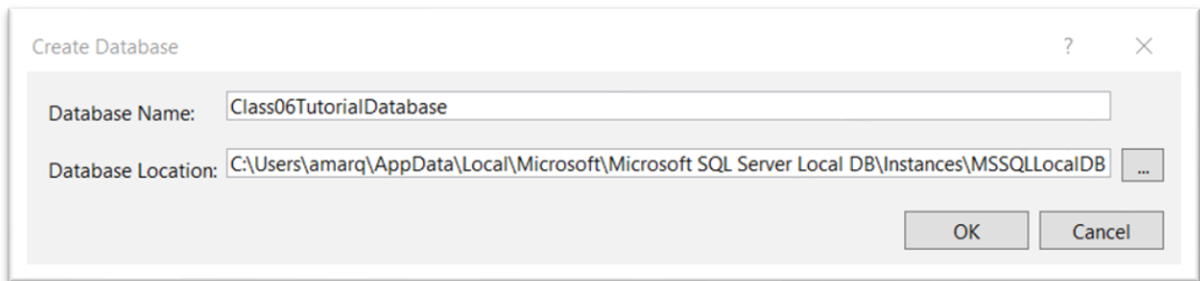 Create Database ?
Database Name: Class06TutorialDatabase
Database Location: C:\Users\amarq\AppData\Local\Microsoft\Microsoft SQL Server Local DB\Instances\MSSQLLocalDB ...
OK Cancel